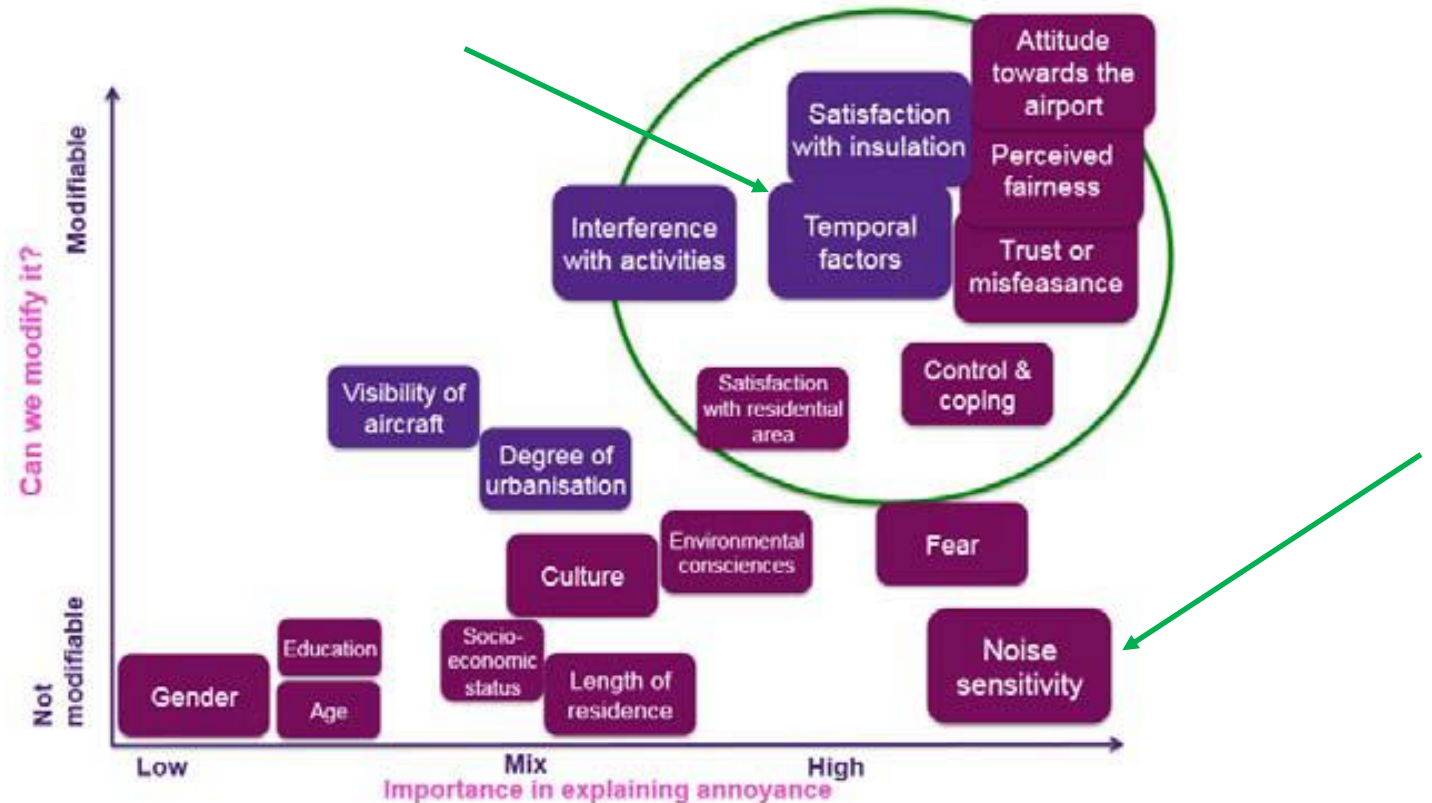 Attitude
towards the
airport
Satisfaction
with insulation
Perceived
fairness
Interference
with activities
Temporal
factors
Trust or
misfeasance
Visibility of
aircraft
Satisfaction
with residential
area
Control &
coping
Degree of
urbanisation
Environmental
consciences
Fear
Culture
Education
Socio-
economic
status
Noise
sensitivity
Gender
Age
Length of
residence
Modifiable
Can we modify it?
Not
modifiable
Low
Mix
High
Importance in explaining annoyance